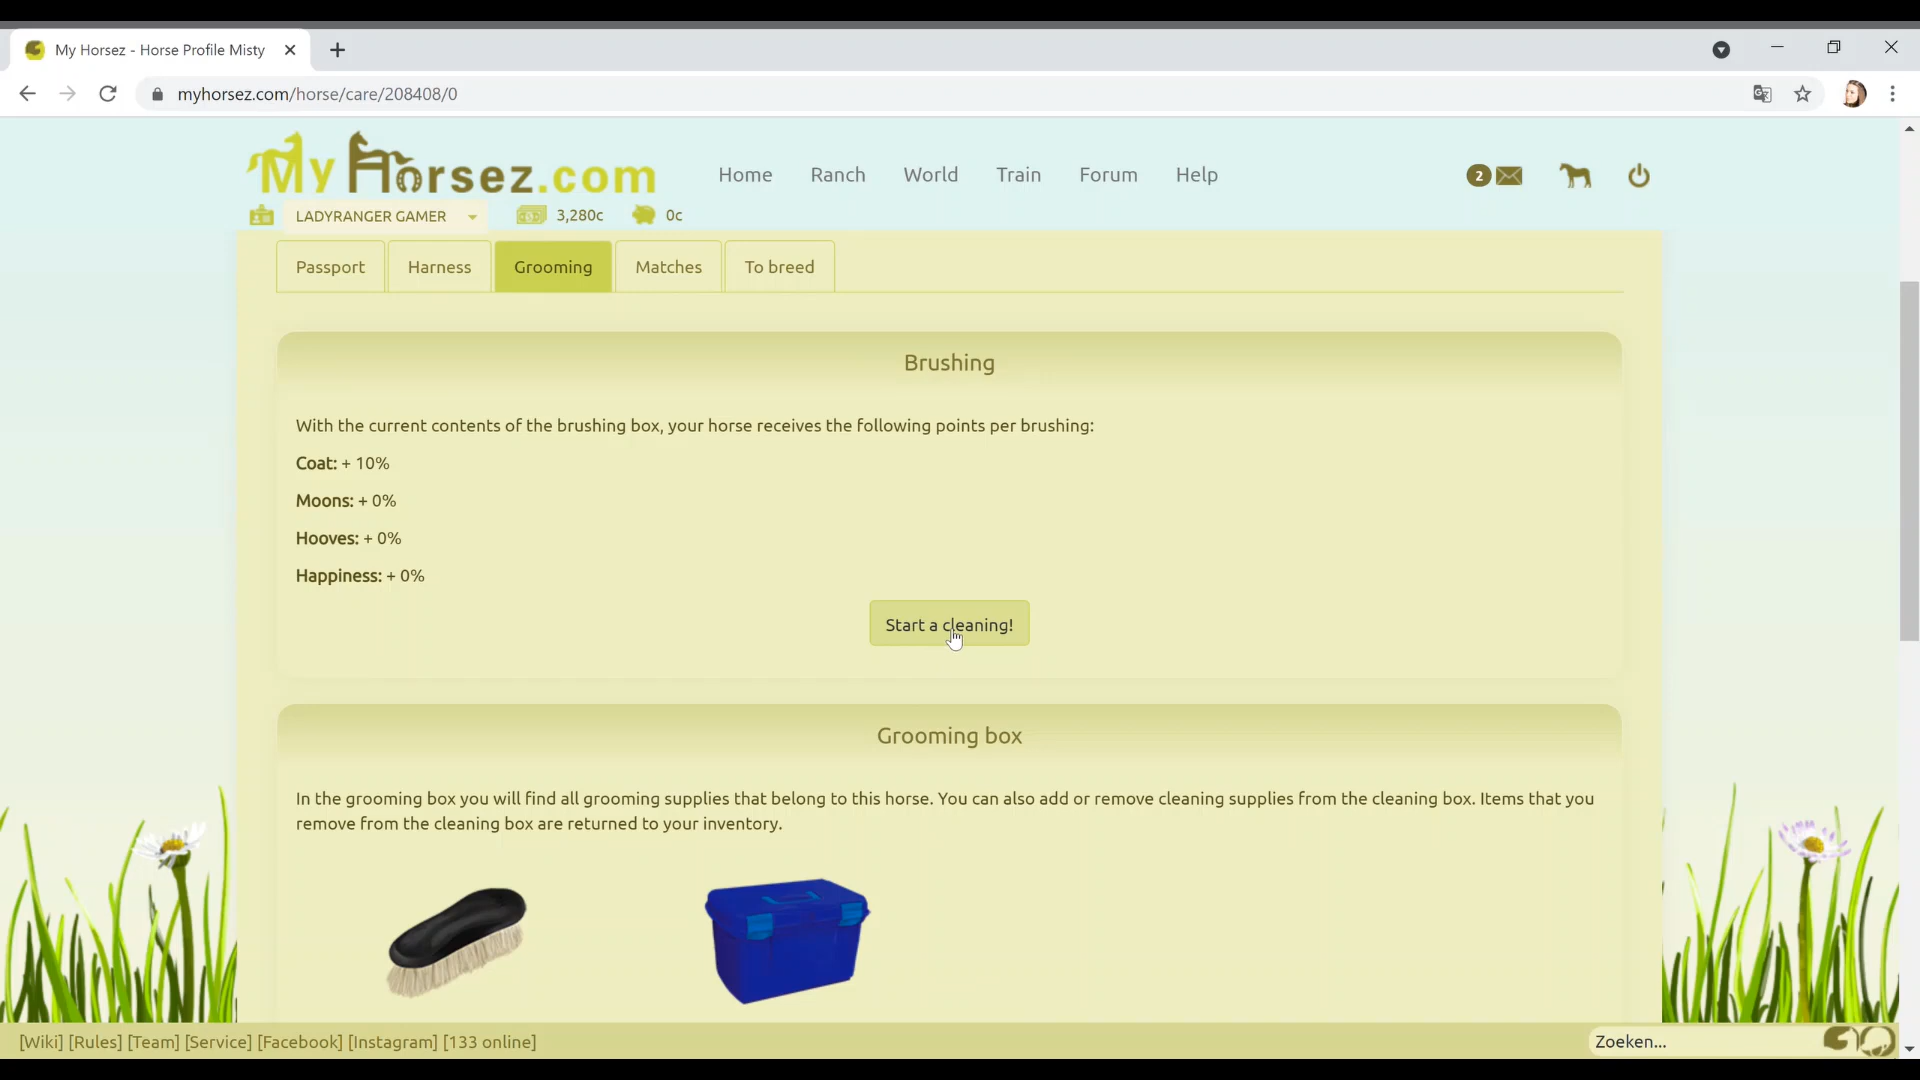 My Horsez - Horse Profile Misty
myhorsez.com/horse/care/208408/0
My Horsez.com
Home Ranch World Train Forum Help
2
LADYRANGER GAMER 3,280c 0c
Passport Harness Grooming Matches To breed
Brushing
With the current contents of the brushing box, your horse receives the following points per brushing:
Coat: + 10%
Moons: + 0%
Hooves: + 0%
Happiness: + 0%
Start a cleaning!
Grooming box
In the grooming box you will find all grooming supplies that belong to this horse. You can also add or remove cleaning supplies from the cleaning box. Items that you
remove from the cleaning box are returned to your inventory.
[Wiki] [Rules] [Team] [Service] [Facebook] [Instagram] [133 online]
Zoeken...